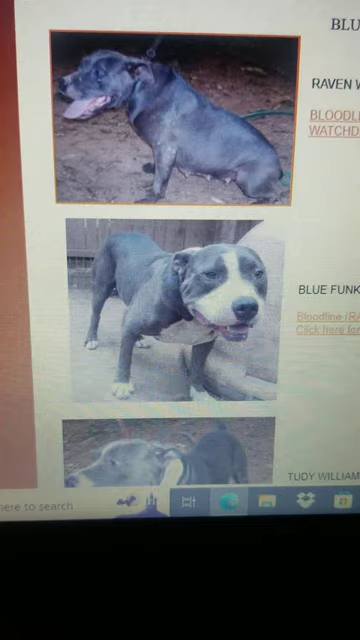 BLU
RAVEN W
BLOODLI
WATCHD
BLUE FUNK
Bloodline (RA
Click here for
TUDY WILLIAM
here to search